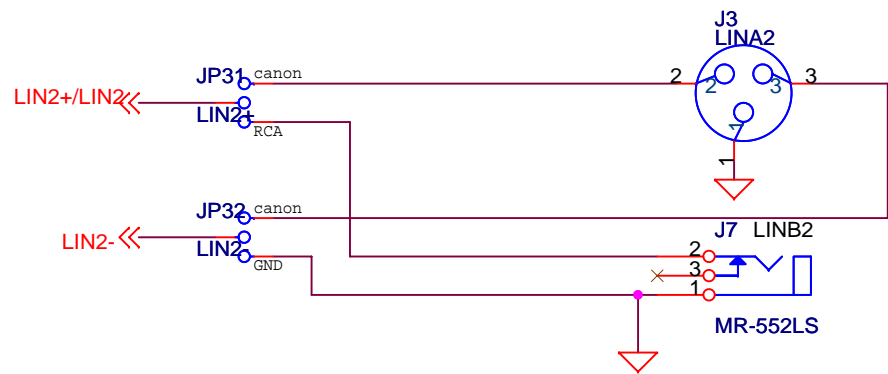 J3
LINA2
JP31 canon
2 2 3 3
LIN2+/LIN2
LIN2+
RCA
1
1
JP32 canon
J7 LINB2
LIN2-
LIN2-
GND
2
3
1
MR-552LS